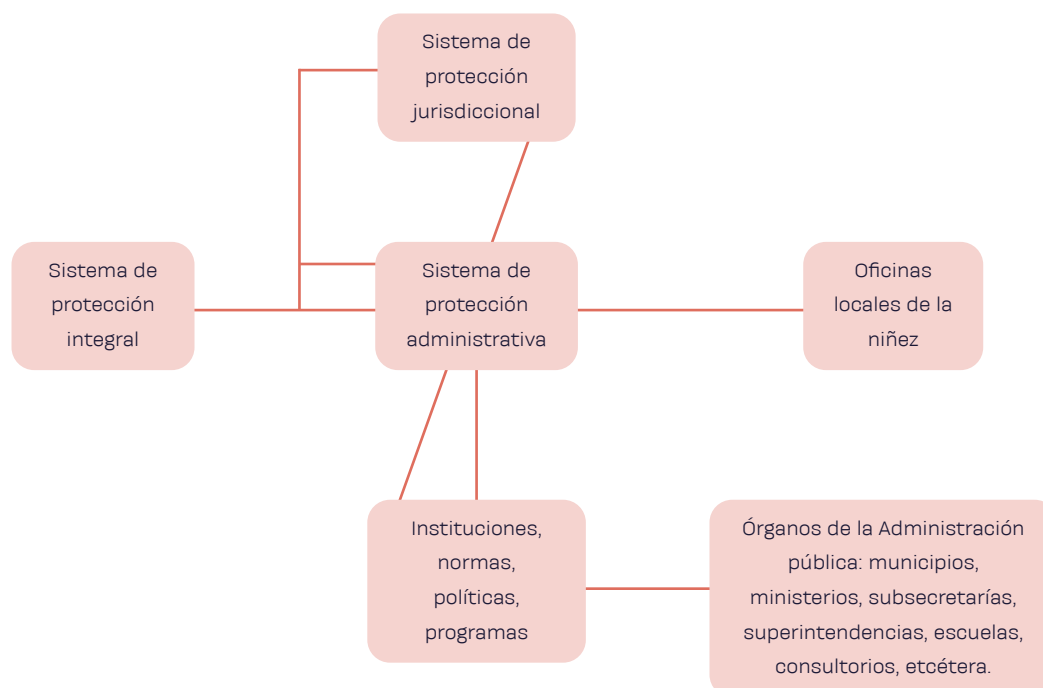 Sistema de
protección
jurisdiccional
Sistema de
protección
integral
Sistema de
protección
administrativa
Oficinas
locales de la
niñez
Instituciones,
normas,
políticas,
programas
Órganos de la Administración
pública: municipios,
ministerios, subsecretarías,
superintendencias, escuelas,
consultorios, etcétera.